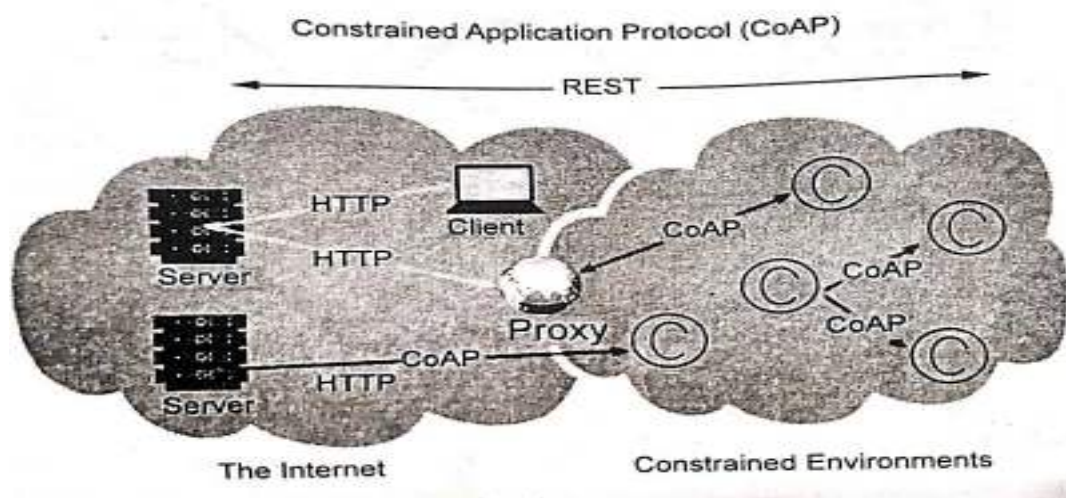 Constrained Application Protocol (CoAP)
REST
HTTP
Client
CoAP
HTTP
Server
CoAP
Proxy
CoAP
CoAP
HTTP
Server
The Internet
Constrained Environments
C
C
C
C
C